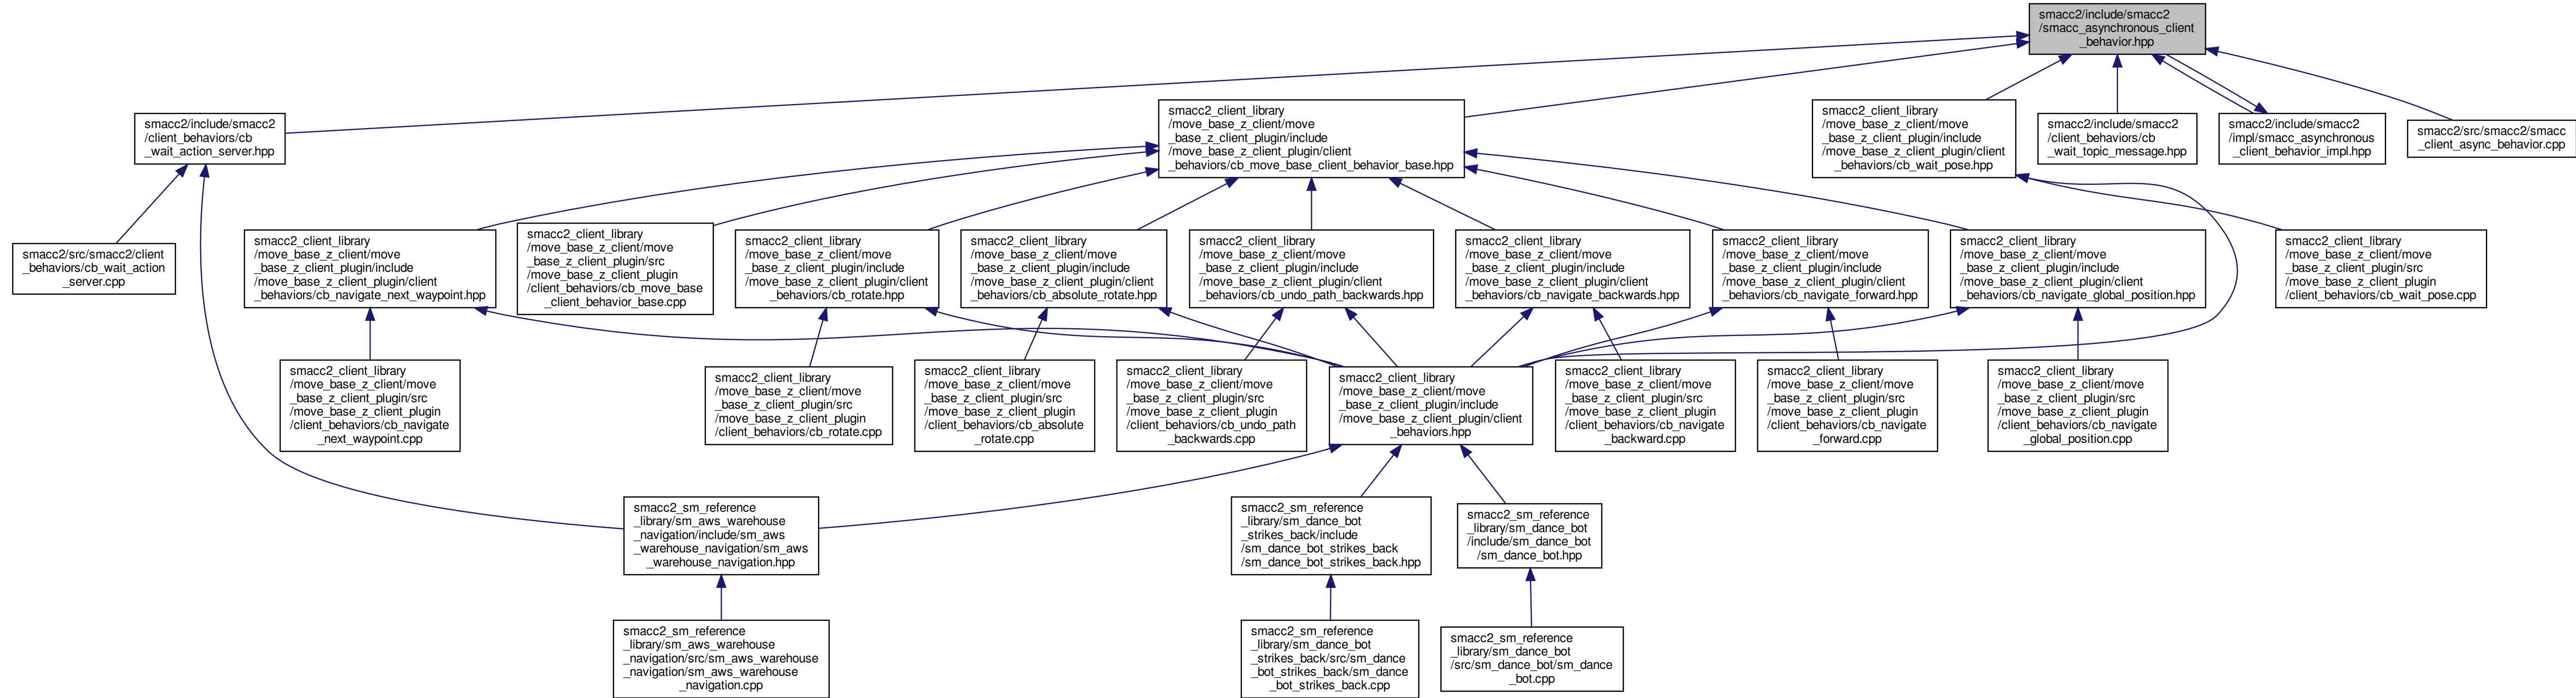 smacc2/include/smacc2
/smacc_asynchronous_client
_behavior.hpp
smacc2/include/smacc2
/client_behaviors/cb
_wait_action_server.hpp
smacc2_client_library
/move_base_z_client/move
_base_z_client_plugin/include
/move_base_z_client_plugin/client
_behaviors/cb_move_base_client_behavior_base.hpp
smacc2_client_library
/move_base_z_client/move
_base_z_client_plugin/include
/move_base_z_client_plugin/client
_behaviors/cb_wait_pose.hpp
smacc2/include/smacc2
/client_behaviors/cb
_wait_topic_message.hpp
smacc2/include/smacc2
/impl/smacc_asynchronous
_client_behavior_impl.hpp
smacc2/src/smacc2/smacc
_client_async_behavior.cpp
smacc2/src/smacc2/client
_behaviors/cb_wait_action
_server.cpp
smacc2_client_library
/move_base_z_client/move
_base_z_client_plugin/include
/move_base_z_client_plugin/client
_behaviors/cb_navigate_next_waypoint.hpp
smacc2_client_library
/move_base_z_client/move
_base_z_client_plugin/src
/move_base_z_client_plugin
/client_behaviors/cb_move_base
_client_behavior_base.cpp
smacc2_client_library
/move_base_z_client/move
_base_z_client_plugin/include
/move_base_z_client_plugin/client
_behaviors/cb_rotate.hpp
smacc2_client_library
/move_base_z_client/move
_base_z_client_plugin/include
/move_base_z_client_plugin/client
_behaviors/cb_absolute_rotate.hpp
smacc2_client_library
/move_base_z_client/move
_base_z_client_plugin/include
/move_base_z_client_plugin/client
_behaviors/cb_undo_path_backwards.hpp
smacc2_client_library
/move_base_z_client/move
_base_z_client_plugin/include
/move_base_z_client_plugin/client
_behaviors/cb_navigate_backwards.hpp
smacc2_client_library
/move_base_z_client/move
_base_z_client_plugin/include
/move_base_z_client_plugin/client
_behaviors/cb_navigate_forward.hpp
smacc2_client_library
/move_base_z_client/move
_base_z_client_plugin/include
/move_base_z_client_plugin/client
_behaviors/cb_navigate_global_position.hpp
smacc2_client_library
/move_base_z_client/move
_base_z_client_plugin/src
/move_base_z_client_plugin
/client_behaviors/cb_wait_pose.cpp
smacc2_client_library
/move_base_z_client/move
_base_z_client_plugin/src
/move_base_z_client_plugin
/client_behaviors/cb_navigate
_next_waypoint.cpp
smacc2_client_library
/move_base_z_client/move
_base_z_client_plugin/src
/move_base_z_client_plugin
/client_behaviors/cb_rotate.cpp
smacc2_client_library
/move_base_z_client/move
_base_z_client_plugin/src
/move_base_z_client_plugin
/client_behaviors/cb_absolute
_rotate.cpp
smacc2_client_library
/move_base_z_client/move
_base_z_client_plugin/src
/move_base_z_client_plugin
/client_behaviors/cb_undo_path
_backwards.cpp
smacc2_client_library
/move_base_z_client/move
_base_z_client_plugin/include
/move_base_z_client_plugin/client
_behaviors.hpp
smacc2_client_library
/move_base_z_client/move
_base_z_client_plugin/src
/move_base_z_client_plugin
/client_behaviors/cb_navigate
_backward.cpp
smacc2_client_library
/move_base_z_client/move
_base_z_client_plugin/src
/move_base_z_client_plugin
/client_behaviors/cb_navigate
_forward.cpp
smacc2_client_library
/move_base_z_client/move
_base_z_client_plugin/src
/move_base_z_client_plugin
/client_behaviors/cb_navigate
_global_position.cpp
smacc2_sm_reference
_library/sm_aws_warehouse
_navigation/include/sm_aws
_warehouse_navigation/sm_aws
_warehouse_navigation.hpp
smacc2_sm_reference
_library/sm_dance_bot
_strikes_back/include
/sm_dance_bot_strikes_back
/sm_dance_bot_strikes_back.hpp
smacc2_sm_reference
_library/sm_dance_bot
/include/sm_dance_bot
/sm_dance_bot.hpp
smacc2_sm_reference
_library/sm_aws_warehouse
_navigation/src/sm_aws_warehouse
_navigation/sm_aws_warehouse
_navigation.cpp
smacc2_sm_reference
_library/sm_dance_bot
_strikes_back/src/sm_dance
_bot_strikes_back/sm_dance
_bot_strikes_back.cpp
smacc2_sm_reference
_library/sm_dance_bot
/src/sm_dance_bot/sm_dance
_bot.cpp